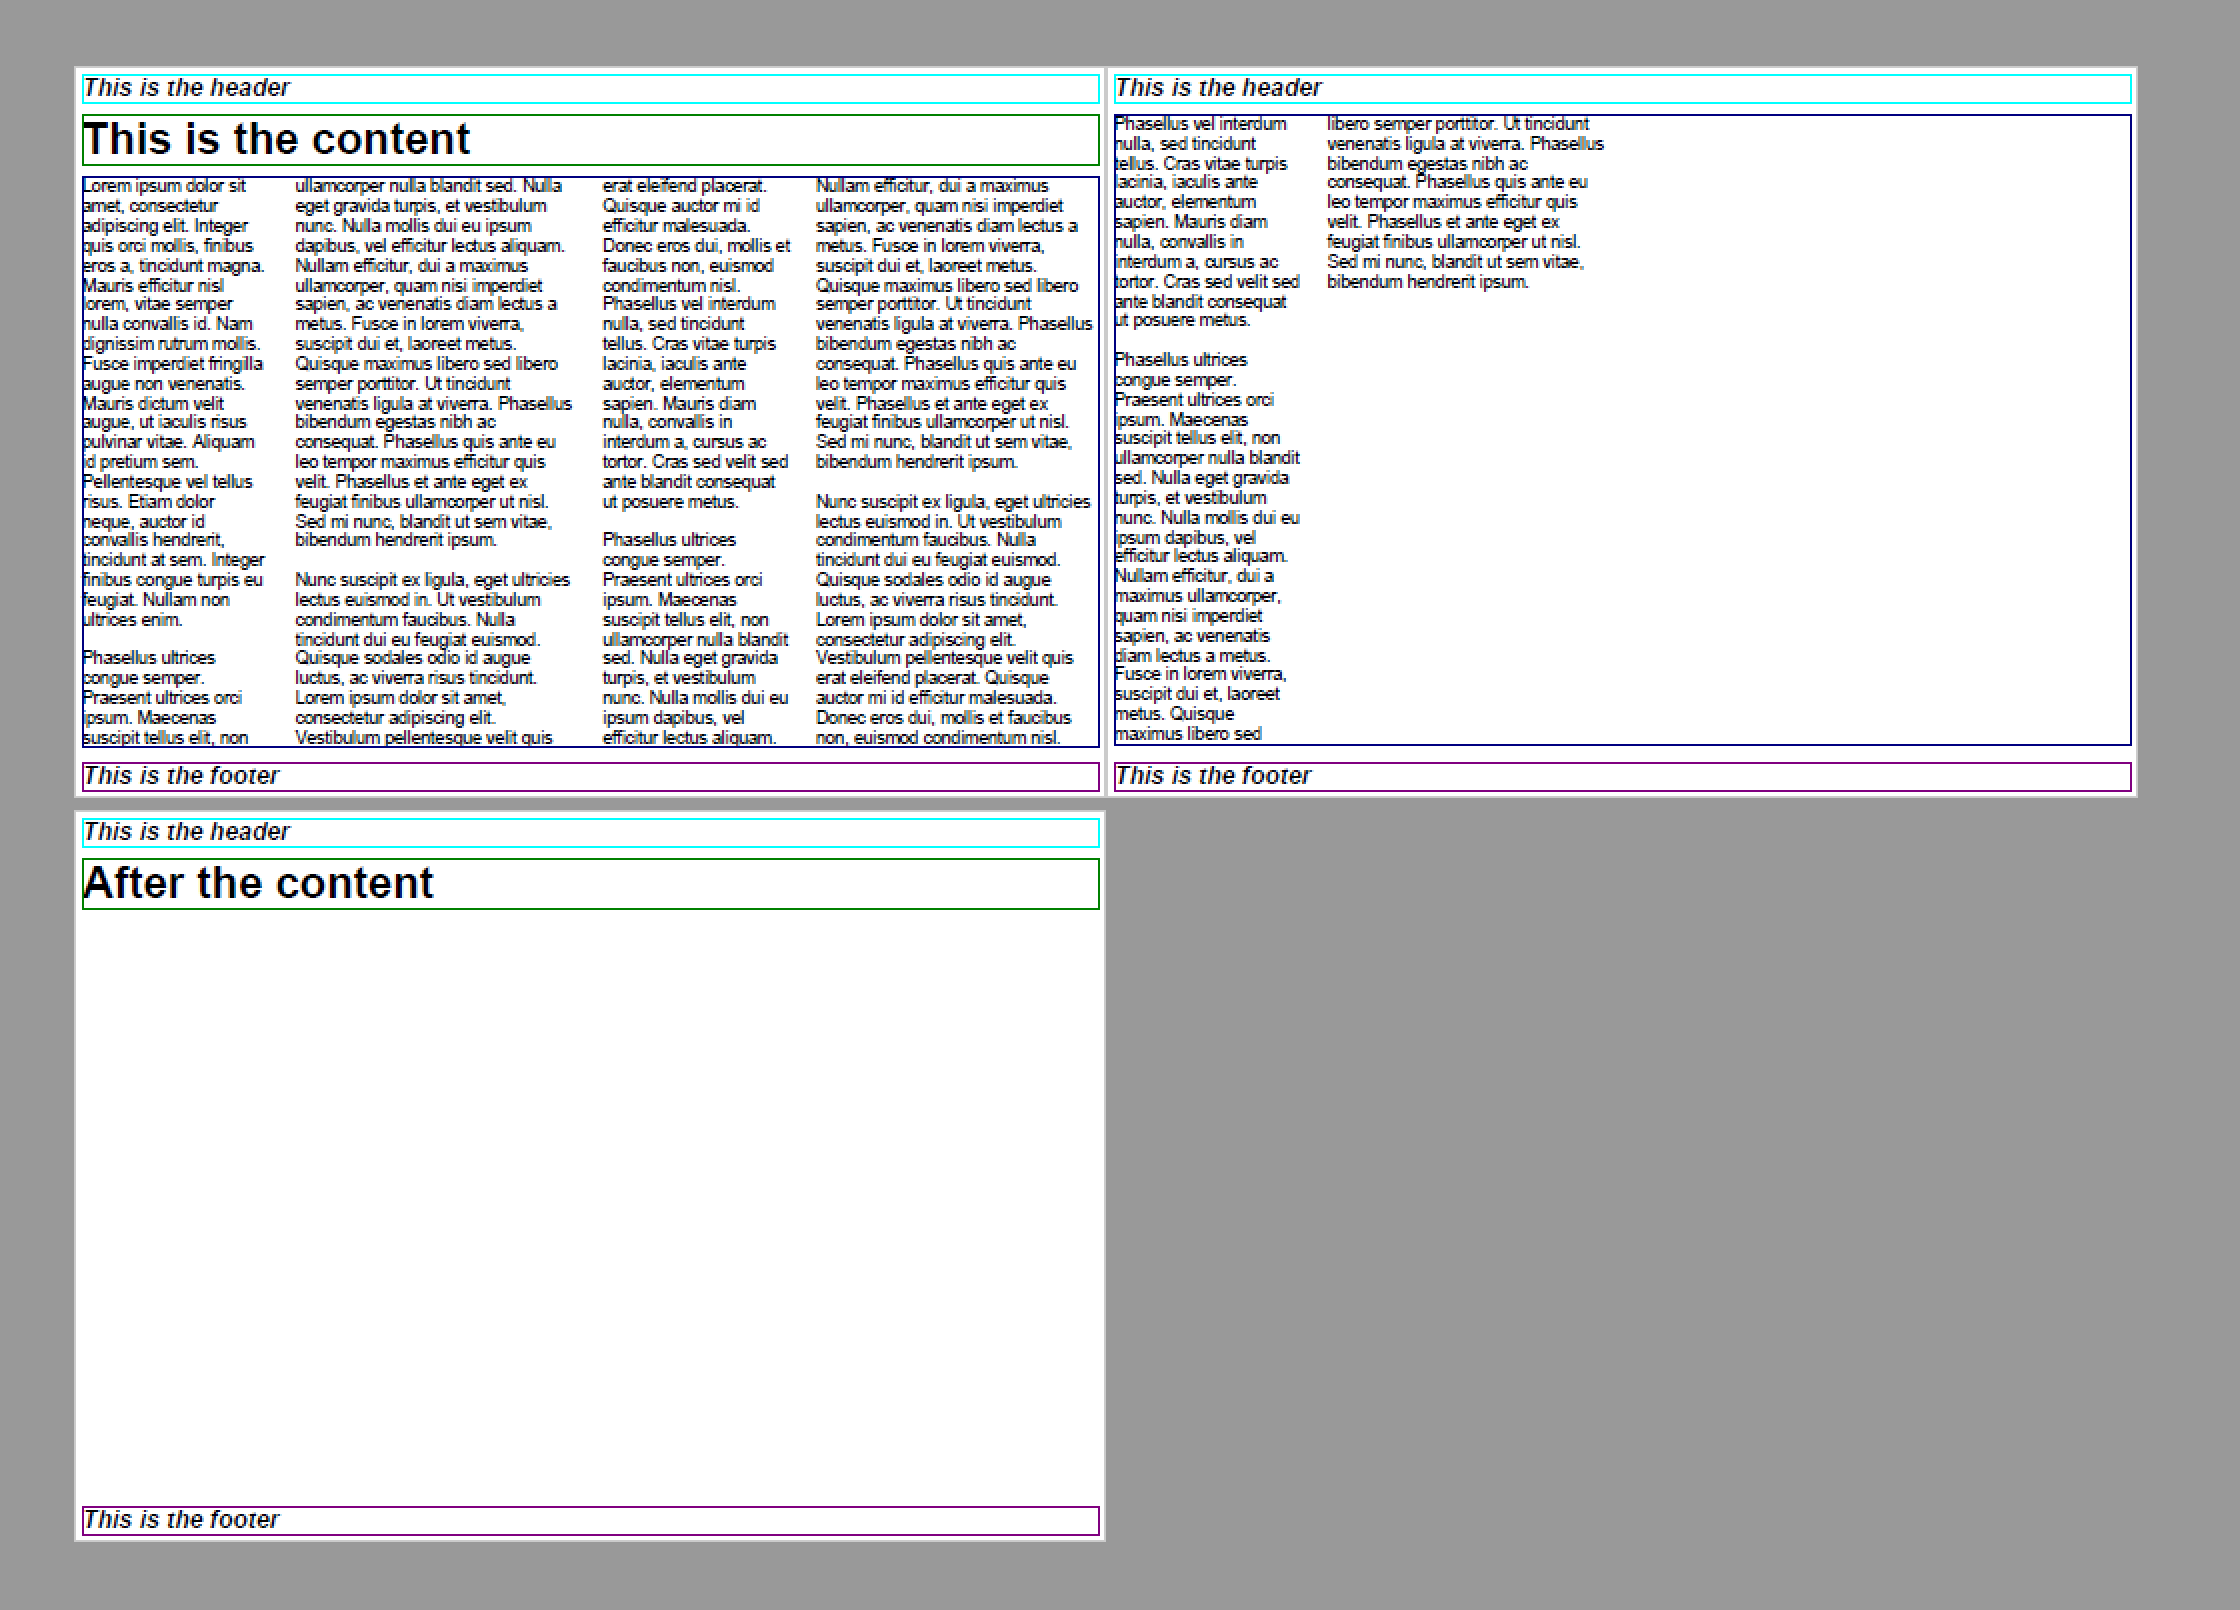 This is the header
This is the content
Lorem ipsum dolor sit
amet, consectetur
adipiscing elit. Integer
quis orci mollis, finibus
eros a, tincidunt magna.
Mauris efficitur nisl
lorem, vitae semper
nulla convallis id. Nam
dignissim rutrum mollis.
Fusce imperdiet fringilla
augue non venenatis.
Mauris dictum velit
augue, ut iaculis risus
pulvinar vitae. Aliquam
id pretium sem.
Pellentesque vel tellus
risus. Etiam dolor
neque, auctor id
convallis hendrerit,
tincidunt at sem. Integer
finibus congue turpis eu
feugiat. Nullam non
ultrices enim.
Phasellus ultrices
congue semper.
Praesent ultrices orci
ipsum. Maecenas
suscipit tellus elit, non
ullamcorper nulla blandit sed. Nulla
eget gravida turpis, et vestibulum
nunc. Nulla mollis dui eu ipsum
dapibus, vel efficitur lectus aliquam.
Nullam efficitur, dui a maximus
ullamcorper, quam nisi imperdiet
sapien, ac venenatis diam lectus a
metus. Fusce in lorem viverra,
suscipit dui et, laoreet metus.
Quisque maximus libero sed libero
semper porttitor. Ut tincidunt
venenatis ligula at viverra. Phasellus
bibendum egestas nibh ac
consequat. Phasellus quis ante eu
leo tempor maximus efficitur quis
velit. Phasellus et ante eget ex
feugiat finibus ullamcorper ut nisl.
Sed mi nunc, blandit ut sem vitae,
bibendum hendrerit ipsum.
Nunc suscipit ex ligula, eget ultricies
lectus euismod in. Ut vestibulum
condimentum faucibus. Nulla
tincidunt dui eu feugiat euismod.
Quisque sodales odio id augue
luctus, ac viverra risus tincidunt.
Lorem ipsum dolor sit amet,
consectetur adipiscing elit.
Vestibulum pellentesque velit quis
erat eleifend placerat.
Quisque auctor mi id
efficitur malesuada.
Donec eros dui, mollis et
faucibus non, euismod
condimentum nisl.
Phasellus vel interdum
nulla, sed tincidunt
tellus. Cras vitae turpis
lacinia, iaculis ante
auctor, elementum
sapien. Mauris diam
nulla, convallis in
interdum a, cursus ac
tortor. Cras sed velit sed
ante blandit consequat
ut posuere metus.
Phasellus ultrices
congue semper.
Praesent ultrices orci
ipsum. Maecenas
suscipit tellus elit, non
ullamcorper nulla blandit
sed. Nulla eget gravida
turpis, et vestibulum
nunc. Nulla mollis dui eu
ipsum dapibus, vel
efficitur lectus aliquam.
Nullam efficitur, dui a maximus
ullamcorper, quam nisi imperdiet
sapien, ac venenatis diam lectus a
metus. Fusce in lorem viverra,
suscipit dui et, laoreet metus.
Quisque maximus libero sed libero
semper porttitor. Ut tincidunt
venenatis ligula at viverra. Phasellus
bibendum egestas nibh ac
consequat. Phasellus quis ante eu
leo tempor maximus efficitur quis
velit. Phasellus et ante eget ex
feugiat finibus ullamcorper ut nisl.
Sed mi nunc, blandit ut sem vitae,
bibendum hendrerit ipsum.
Nunc suscipit ex ligula, eget ultricies
lectus euismod in. Ut vestibulum
condimentum faucibus. Nulla
tincidunt dui eu feugiat euismod.
Quisque sodales odio id augue
luctus, ac viverra risus tincidunt.
Lorem ipsum dolor sit amet,
consectetur adipiscing elit.
Vestibulum pellentesque velit quis
erat eleifend placerat. Quisque
auctor mi id efficitur malesuada.
Donec eros dui, mollis et faucibus
non, euismod condimentum nisl.
This is the footer
This is the header
Phasellus vel interdum
nulla, sed tincidunt
tellus. Cras vitae turpis
lacinia, iaculis ante
auctor, elementum
sapien. Mauris diam
nulla, convallis in
interdum a, cursus ac
tortor. Cras sed velit sed
ante blandit consequat
ut posuere metus.
Phasellus ultrices
congue semper.
Praesent ultrices orci
ipsum. Maecenas
suscipit tellus elit, non
ullamcorper nulla blandit
sed. Nulla eget gravida
turpis, et vestibulum
nunc. Nulla mollis dui eu
ipsum dapibus, vel
efficitur lectus aliquam.
Nullam efficitur, dui a
maximus ullamcorper,
quam nisi imperdiet
sapien, ac venenatis
diam lectus a metus.
Fusce in lorem viverra,
suscipit dui et, laoreet
metus. Quisque
maximus libero sed
libero semper porttitor. Ut tincidunt
venenatis ligula at viverra. Phasellus
bibendum egestas nibh ac
consequat. Phasellus quis ante eu
leo tempor maximus efficitur quis
velit. Phasellus et ante eget ex
feugiat finibus ullamcorper ut nisl.
Sed mi nunc, blandit ut sem vitae,
bibendum hendrerit ipsum.
This is the footer
This is the header
After the content
This is the footer